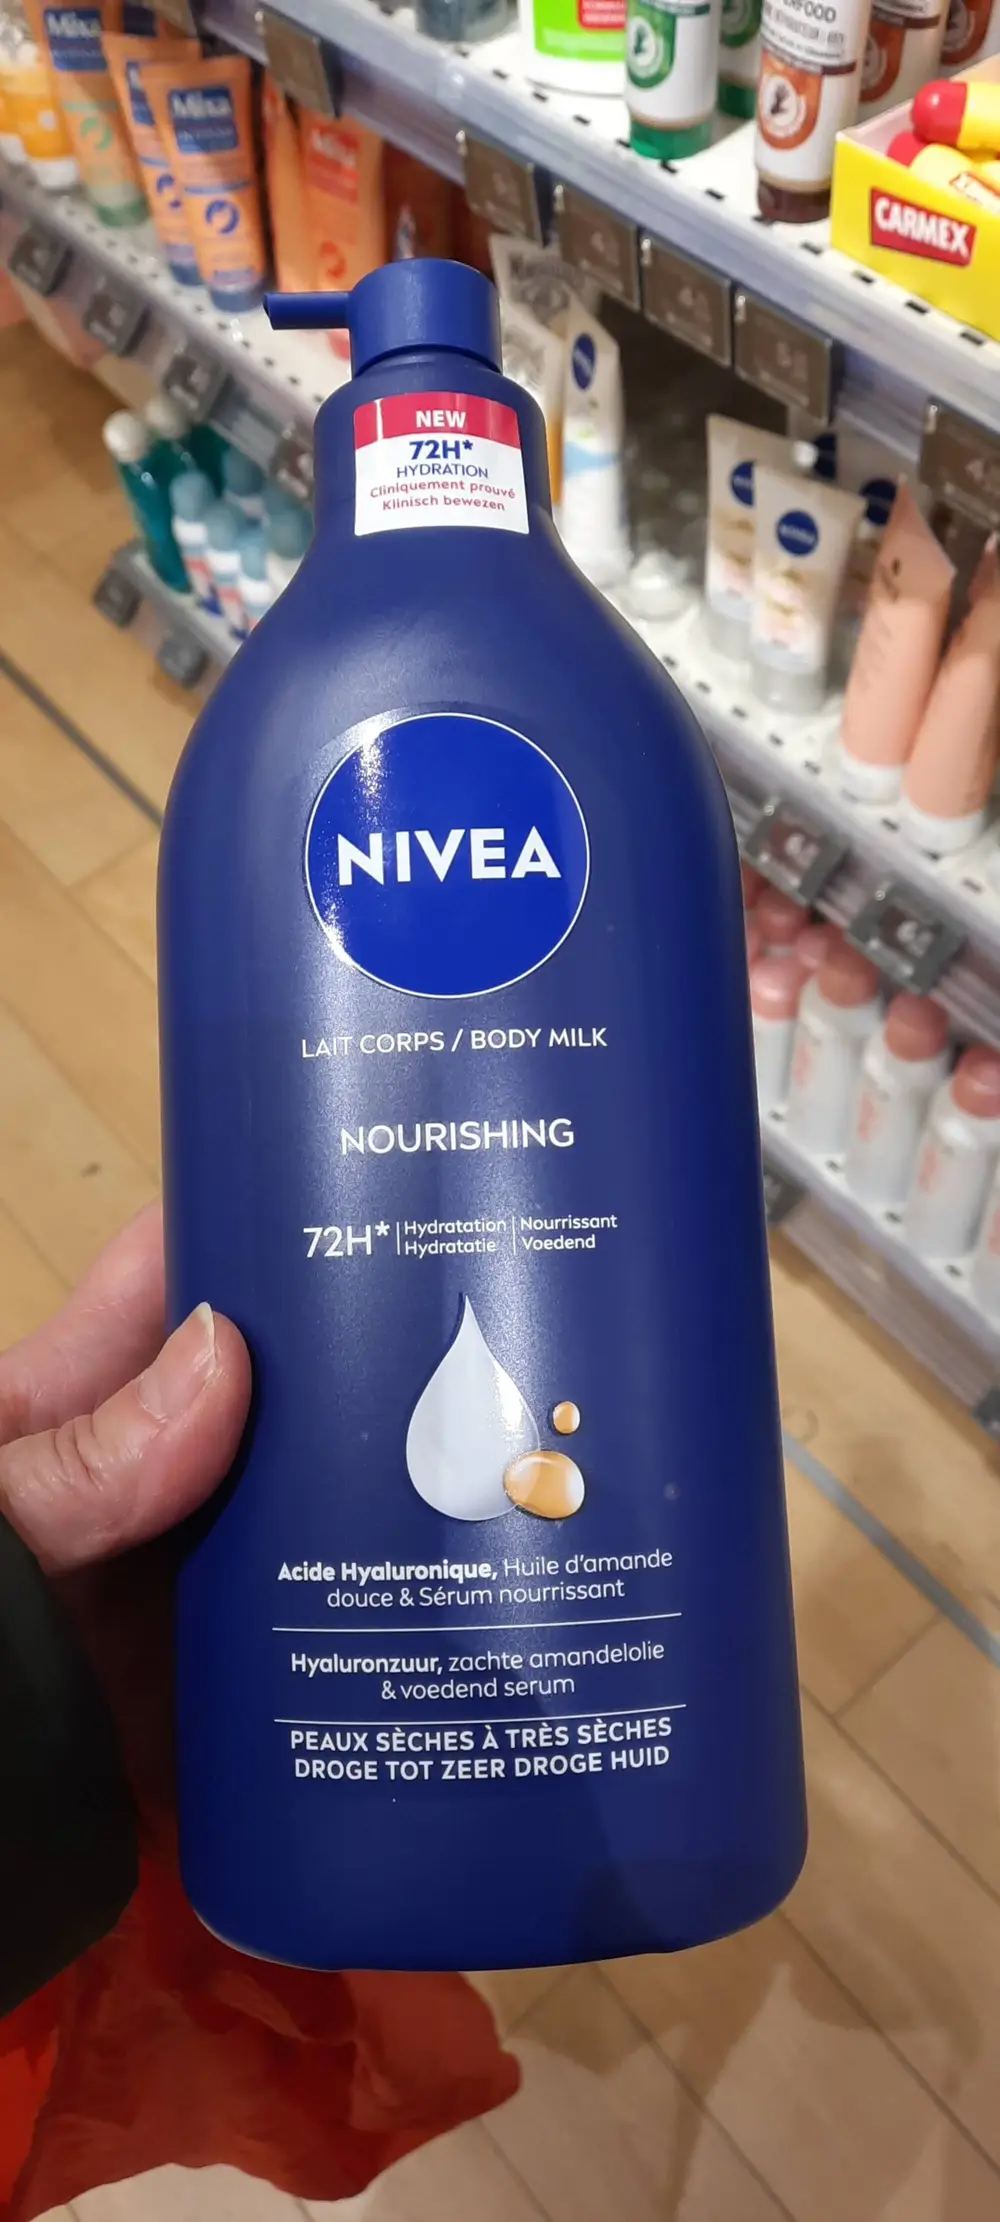 Mixa
CARMEX
NEW
72H*
HYDRATION
Cliniquement prouvé
Klinisch bewezen
NIVEA
LAIT CORPS / BODY MILK
NOURISHING
72H* | Hydratation | Nourrissant
Hydratatie | Voedend
Acide Hyaluronique, Huile d'amande
douce & Sérum nourrissant
Hyaluronzuur, zachte amandelolie
& voedend serum
PEAUX SÈCHES À TRÈS SÈCHES
DROGE TOT ZEER DROGE HUID
NIVEA